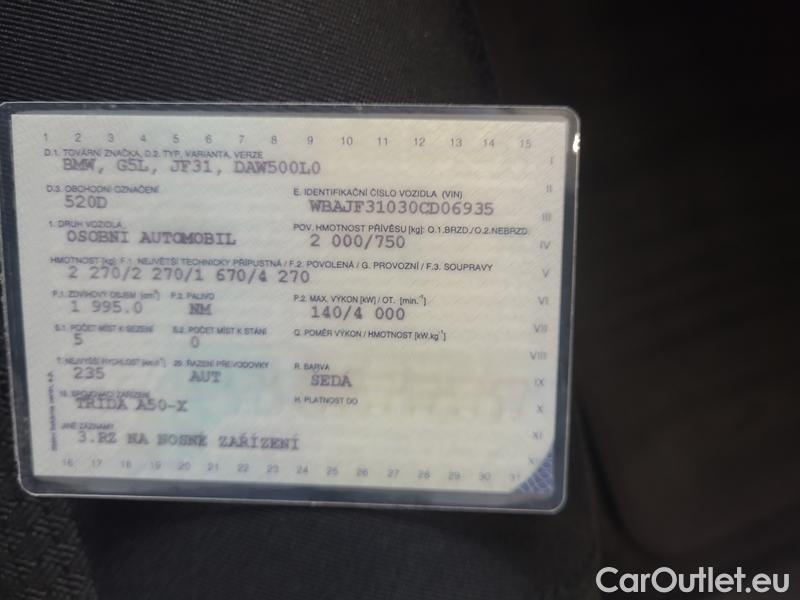 1 2 3 4 5 6 7 8 9 10 11 12 13 14 15
D.1. TOVÁRNÍ ZNAČKA, D.2. TYP, VARIANTA, VERZE
BMW, G5L, JF31, DAW500L0
D.3. OBCHODNÍ OZNAČENÍ
520D
E. IDENTIFIKAČNÍ ČÍSLO VOZIDLA (VIN)
WBAJF31030CD06935
1. DRUH VOZIDLA
OSOBNÍ AUTOMOBIL
POV. HMOTNOST PŘÍVĚSU [kg]: O.1.BRZD./O.2.NEBRZD.
2 000/750
HMOTNOST [kg]: F.1. NEJVĚTŠÍ TECHNICKY PŘÍPUSTNÁ / F.2. POVOLENÁ / G. PROVOZNÍ / F.3. SOUPRAVY
2 270/2 270/1 670/4 270
P.1. ZDVIHOVÝ OBJEM [cm³] P.3. PALIVO P.2. MAX. VÝKON [kW] / OT. [min.⁻¹]
1 995.0 NM 140/4 000
S.1. POČET MÍST K SEZENÍ S.2. POČET MÍST K STÁNÍ Q. POMĚR VÝKON / HMOTNOST [kW.kg⁻¹]
5 0
T. NEJVYŠŠÍ RYCHLOST [km.h⁻¹] 20. ŘAZENÍ PŘEVODOVKY R. BARVA
235 AUT ŠEDÁ
18. SPOJOVACÍ ZAŘÍZENÍ H. PLATNOST DO
TŘÍDA A50-X
JINÉ ZÁZNAMY
3.RZ NA NOSNÉ ZAŘÍZENÍ
16 17 18 19 20 21 22 23 24 25 26 27 28 29 30 31
I
II
III
IV
V
VI
VII
VIII
IX
X
XI
CarOutlet.eu